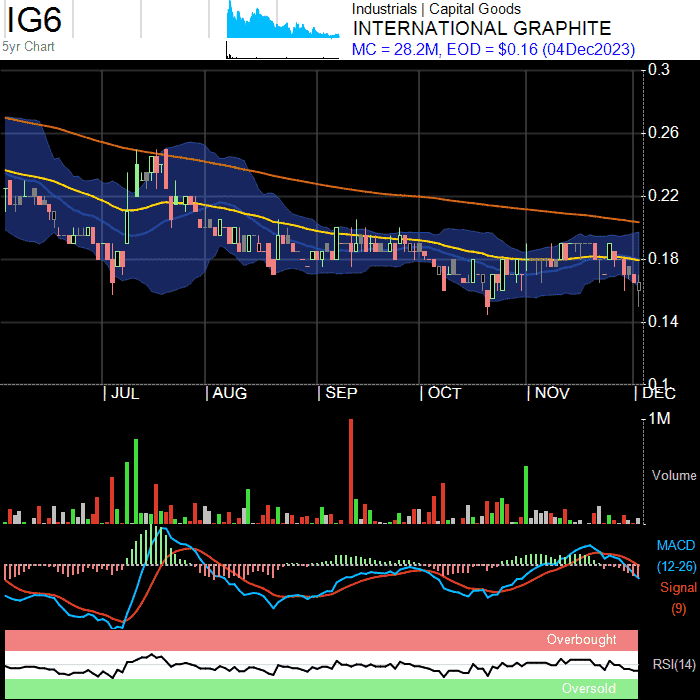 IG6
5yr Chart
Industrials | Capital Goods
INTERNATIONAL GRAPHITE
MC = 28.2M, EOD = $0.16 (04Dec2023)
0.3
0.26
0.22
0.18
0.14
0.1
| JUL | AUG | SEP | OCT | NOV | DEC
1M
Volume
MACD
(12-26)
Signal
(9)
Overbought
RSI(14)
Oversold